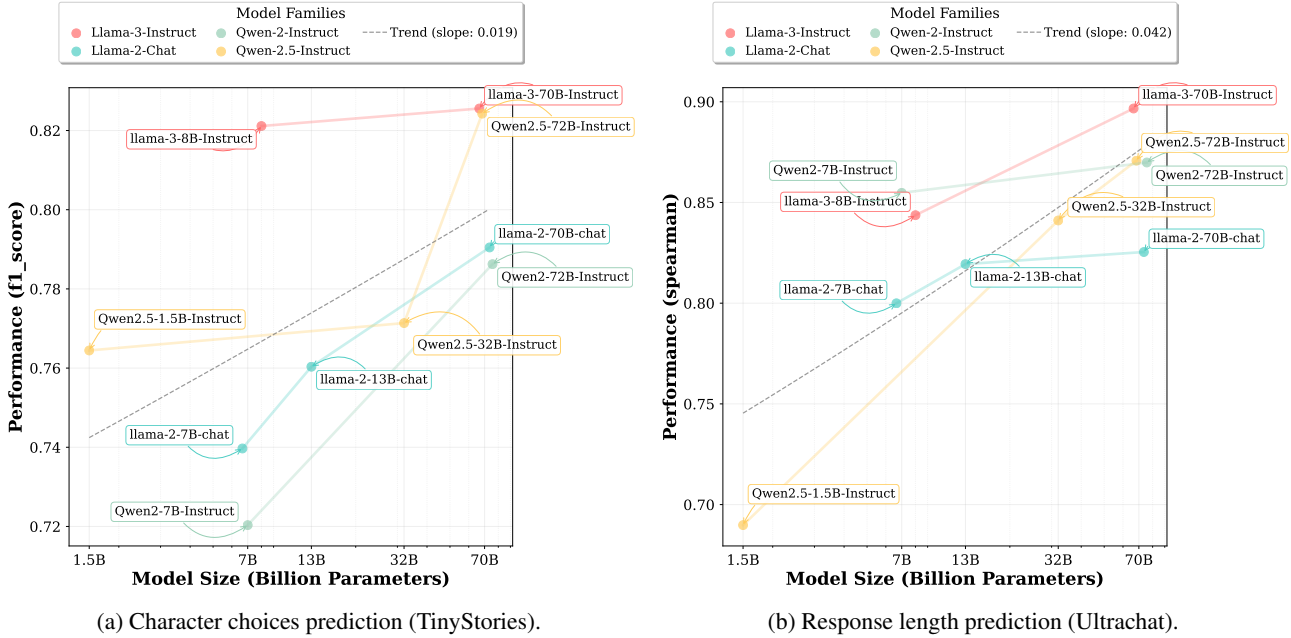 Model Families
Llama-3-Instruct Qwen-2-Instruct Trend (slope: 0.019)
Llama-2-Chat Qwen-2.5-Instruct
Performance (f1_score)
0.82
0.80
0.78
0.76
0.74
0.72
llama-3-70B-Instruct
Qwen2.5-72B-Instruct
llama-3-8B-Instruct
llama-2-70B-chat
Qwen2-72B-Instruct
Qwen2.5-1.5B-Instruct
Qwen2.5-32B-Instruct
llama-2-13B-chat
llama-2-7B-chat
Qwen2-7B-Instruct
1.5B 7B 13B 32B 70B
Model Size (Billion Parameters)
(a) Character choices prediction (TinyStories).
Model Families
Llama-3-Instruct Qwen-2-Instruct Trend (slope: 0.042)
Llama-2-Chat Qwen-2.5-Instruct
Performance (spearman)
0.90
0.85
0.80
0.75
0.70
llama-3-70B-Instruct
Qwen2.5-72B-Instruct
Qwen2-7B-Instruct
Qwen2-72B-Instruct
llama-3-8B-Instruct
Qwen2.5-32B-Instruct
llama-2-70B-chat
llama-2-13B-chat
llama-2-7B-chat
Qwen2.5-1.5B-Instruct
1.5B 7B 13B 32B 70B
Model Size (Billion Parameters)
(b) Response length prediction (Ultrachat).